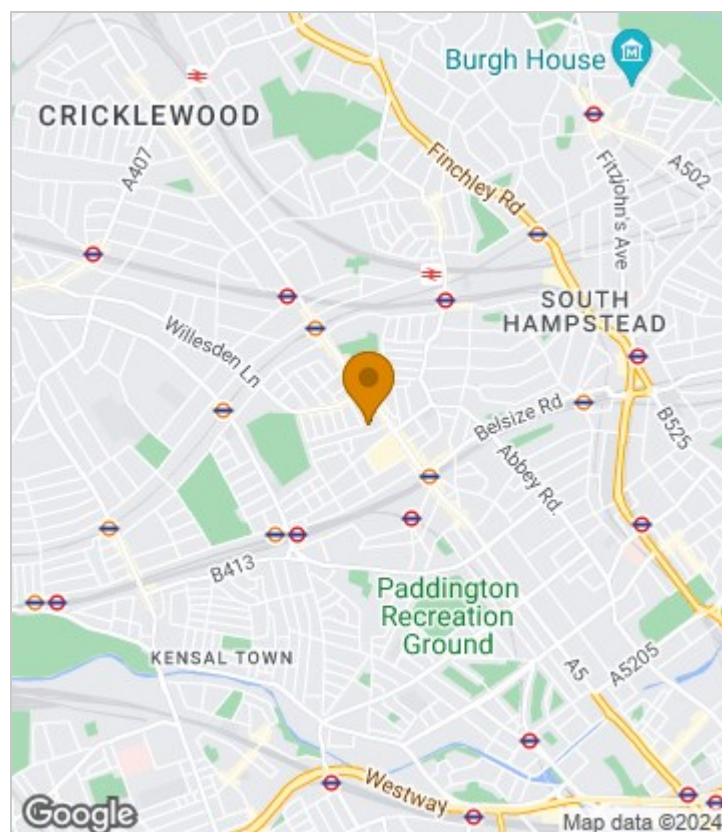 Burgh House
M
CRICKLEWOOD
A407
Finchley Rd
Fitzjohn's Ave
A502
SOUTH
HAMPSTEAD
Willesden Ln
Belsize Rd
B525
Abbey Rd.
B413
Paddington
Recreation
Ground
KENSAL TOWN
A5
A5205
Westway
Google
Map data ©2024